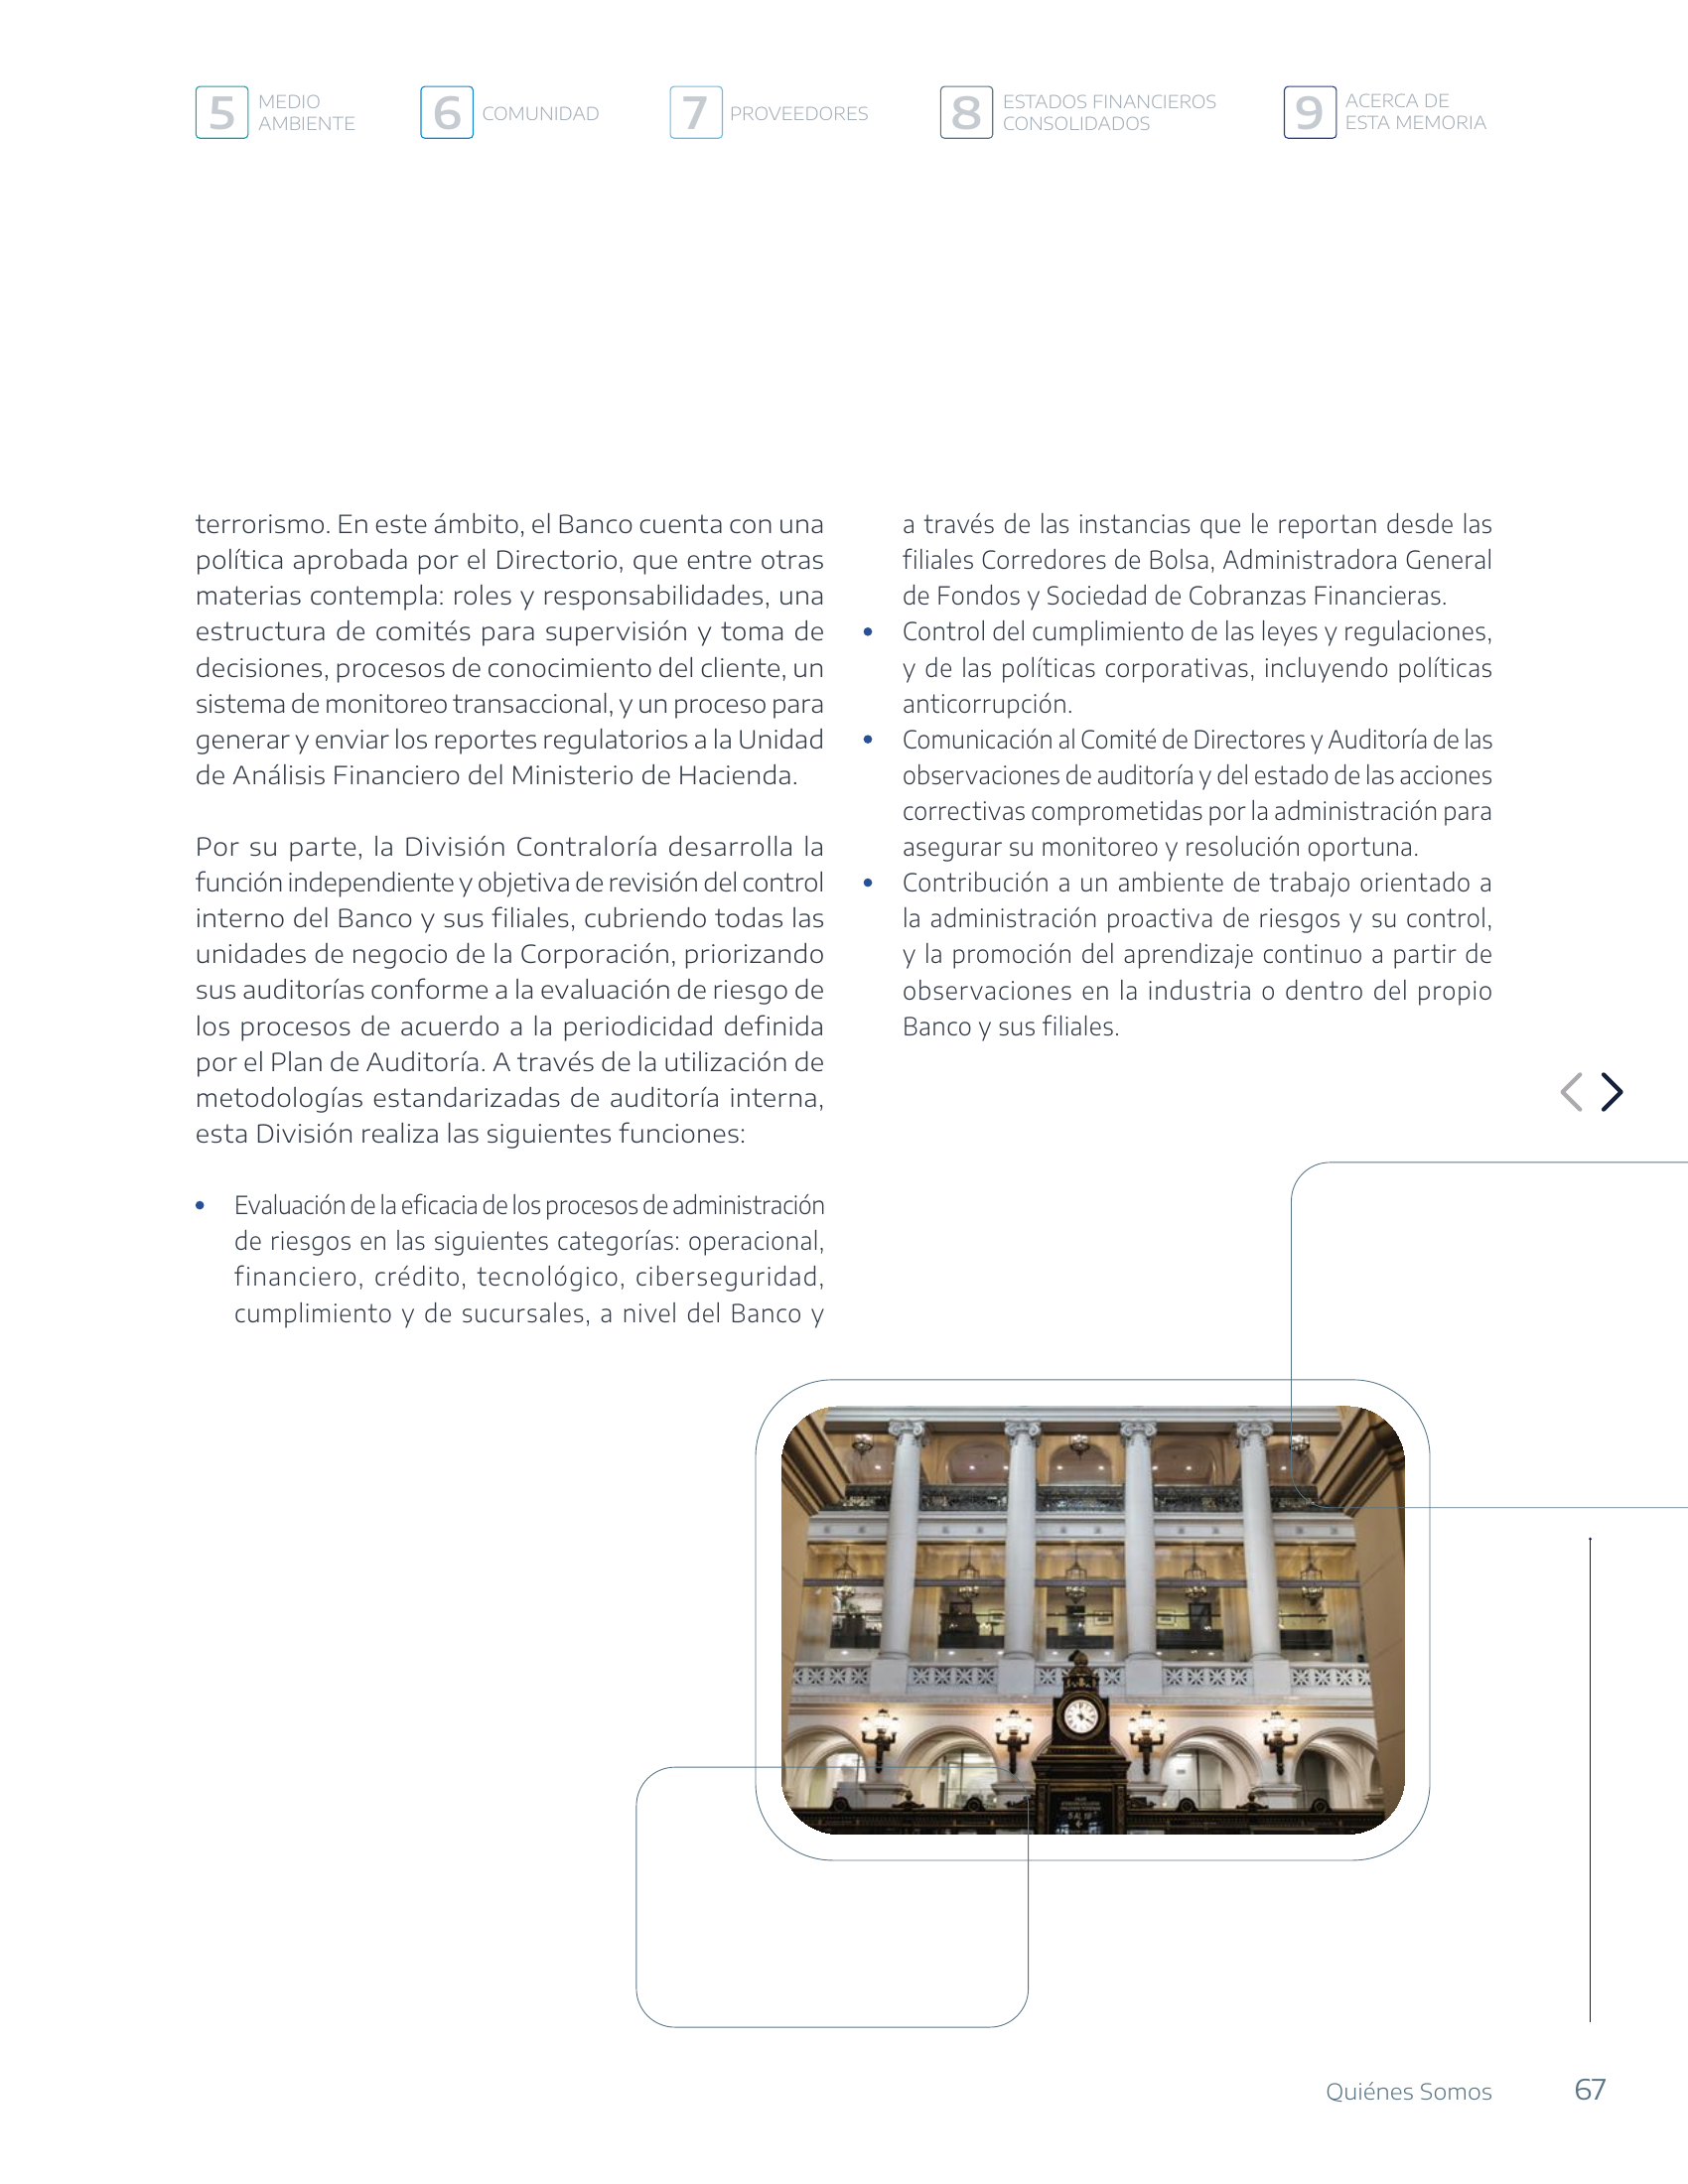 5 MEDIO
AMBIENTE
6 COMUNIDAD
7 PROVEEDORES
8 ESTADOS FINANCIEROS
CONSOLIDADOS
9 ACERCA DE
ESTA MEMORIA
terrorismo. En este ámbito, el Banco cuenta con una
política aprobada por el Directorio, que entre otras
materias contempla: roles y responsabilidades, una
estructura de comités para supervisión y toma de
decisiones, procesos de conocimiento del cliente, un
sistema de monitoreo transaccional, y un proceso para
generar y enviar los reportes regulatorios a la Unidad
de Análisis Financiero del Ministerio de Hacienda.
Por su parte, la División Contraloría desarrolla la
función independiente y objetiva de revisión del control
interno del Banco y sus filiales, cubriendo todas las
unidades de negocio de la Corporación, priorizando
sus auditorías conforme a la evaluación de riesgo de
los procesos de acuerdo a la periodicidad definida
por el Plan de Auditoría. A través de la utilización de
metodologías estandarizadas de auditoría interna,
esta División realiza las siguientes funciones:
• Evaluación de la eficacia de los procesos de administración
de riesgos en las siguientes categorías: operacional,
financiero, crédito, tecnológico, ciberseguridad,
cumplimiento y de sucursales, a nivel del Banco y
a través de las instancias que le reportan desde las
filiales Corredores de Bolsa, Administradora General
de Fondos y Sociedad de Cobranzas Financieras.
• Control del cumplimiento de las leyes y regulaciones,
y de las políticas corporativas, incluyendo políticas
anticorrupción.
• Comunicación al Comité de Directores y Auditoría de las
observaciones de auditoría y del estado de las acciones
correctivas comprometidas por la administración para
asegurar su monitoreo y resolución oportuna.
• Contribución a un ambiente de trabajo orientado a
la administración proactiva de riesgos y su control,
y la promoción del aprendizaje continuo a partir de
observaciones en la industria o dentro del propio
Banco y sus filiales.
Quiénes Somos 67